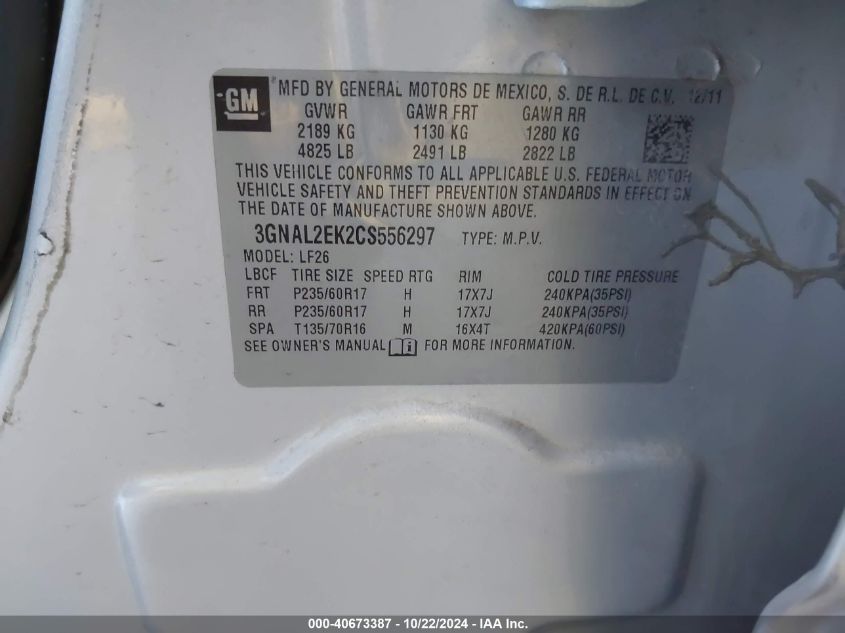 GM
MFD BY GENERAL MOTORS DE MEXICO, S. DE R.L. DE C.V. 12/11
GVWR GAWR FRT GAWR RR
2189 KG 1130 KG 1280 KG
4825 LB 2491 LB 2822 LB
THIS VEHICLE CONFORMS TO ALL APPLICABLE U.S. FEDERAL MOTOR
VEHICLE SAFETY AND THEFT PREVENTION STANDARDS IN EFFECT ON
THE DATE OF MANUFACTURE SHOWN ABOVE.
3GNAL2EK2CS556297 TYPE: M.P.V.
MODEL: LF26
LBCF TIRE SIZE SPEED RTG RIM COLD TIRE PRESSURE
FRT P235/60R17 H 17X7J 240KPA(35PSI)
RR P235/60R17 H 17X7J 240KPA(35PSI)
SPA T135/70R16 M 16X4T 420KPA(60PSI)
SEE OWNER'S MANUAL FOR MORE INFORMATION.
000-40673387 - 10/22/2024 - IAA Inc.